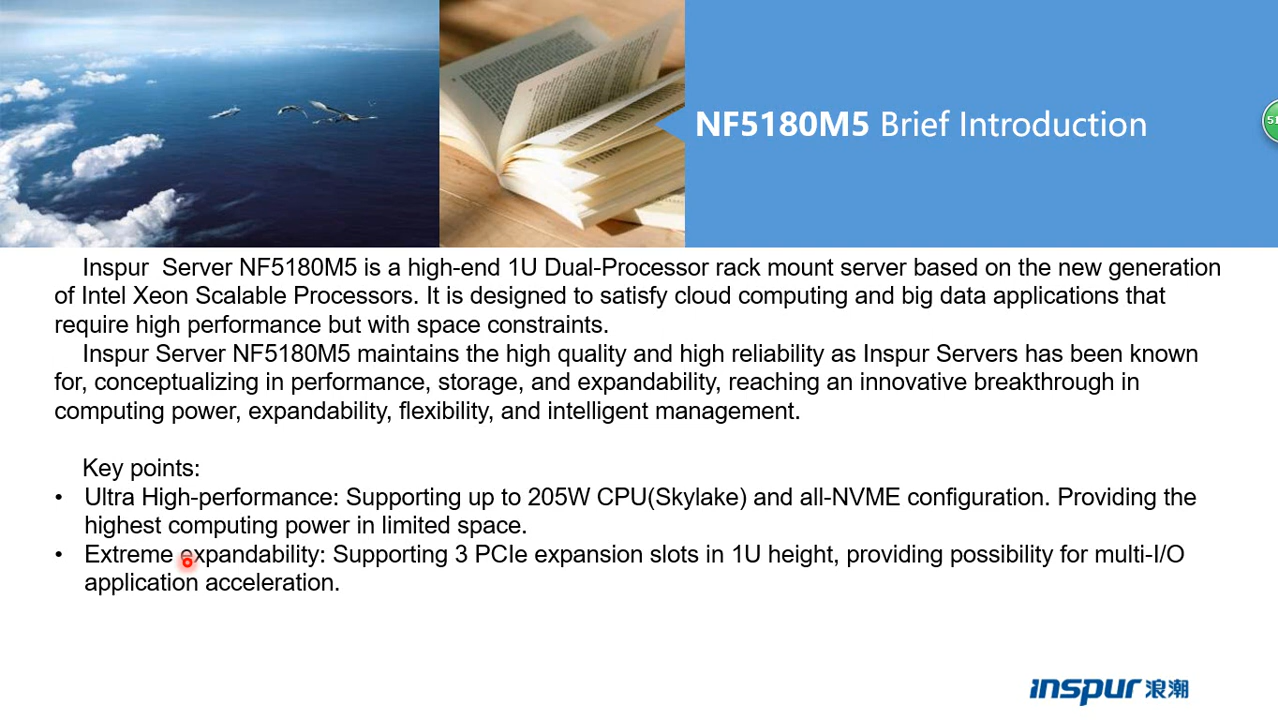 NF5180M5 Brief Introduction
Inspur  Server NF5180M5 is a high-end 1U Dual-Processor rack mount server based on the new generation
of Intel Xeon Scalable Processors. It is designed to satisfy cloud computing and big data applications that
require high performance but with space constraints.
Inspur Server NF5180M5 maintains the high quality and high reliability as Inspur Servers has been known
for, conceptualizing in performance, storage, and expandability, reaching an innovative breakthrough in
computing power, expandability, flexibility, and intelligent management.
Key points:
• Ultra High-performance: Supporting up to 205W CPU(Skylake) and all-NVME configuration. Providing the
highest computing power in limited space.
• Extreme expandability: Supporting 3 PCIe expansion slots in 1U height, providing possibility for multi-I/O
application acceleration.
inspur 浪潮